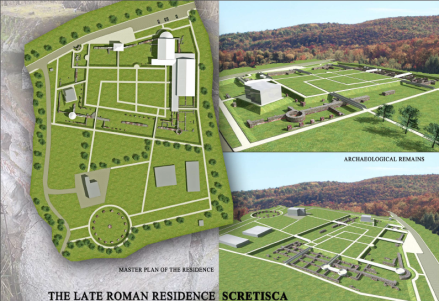 ARCHAEOLOGICAL REMAINS
MASTER PLAN OF THE RESIDENCE
THE LATE ROMAN RESIDENCE SCRETISCA